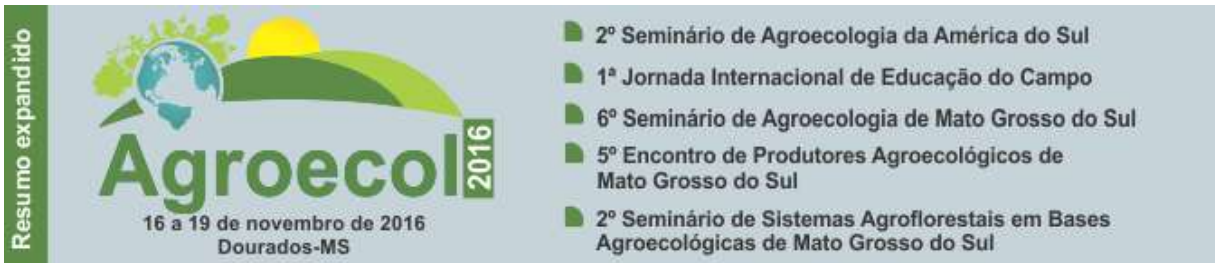 Resumo expandido
Agroecol
2016
16 a 19 de novembro de 2016
Dourados-MS
2º Seminário de Agroecologia da América do Sul
1ª Jornada Internacional de Educação do Campo
6º Seminário de Agroecologia de Mato Grosso do Sul
5º Encontro de Produtores Agroecológicos de
Mato Grosso do Sul
2º Seminário de Sistemas Agroflorestais em Bases
Agroecológicas de Mato Grosso do Sul